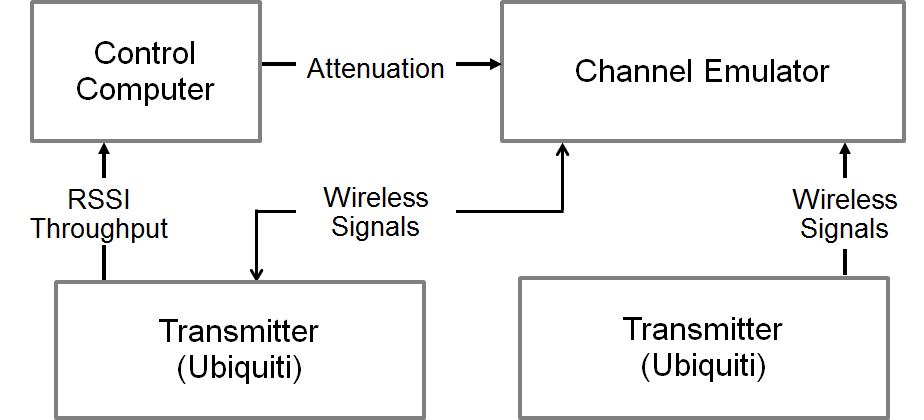 Control
Computer
Attenuation
Channel Emulator
RSSI
Throughput
Wireless
Signals
Wireless
Signals
Transmitter
(Ubiquiti)
Transmitter
(Ubiquiti)